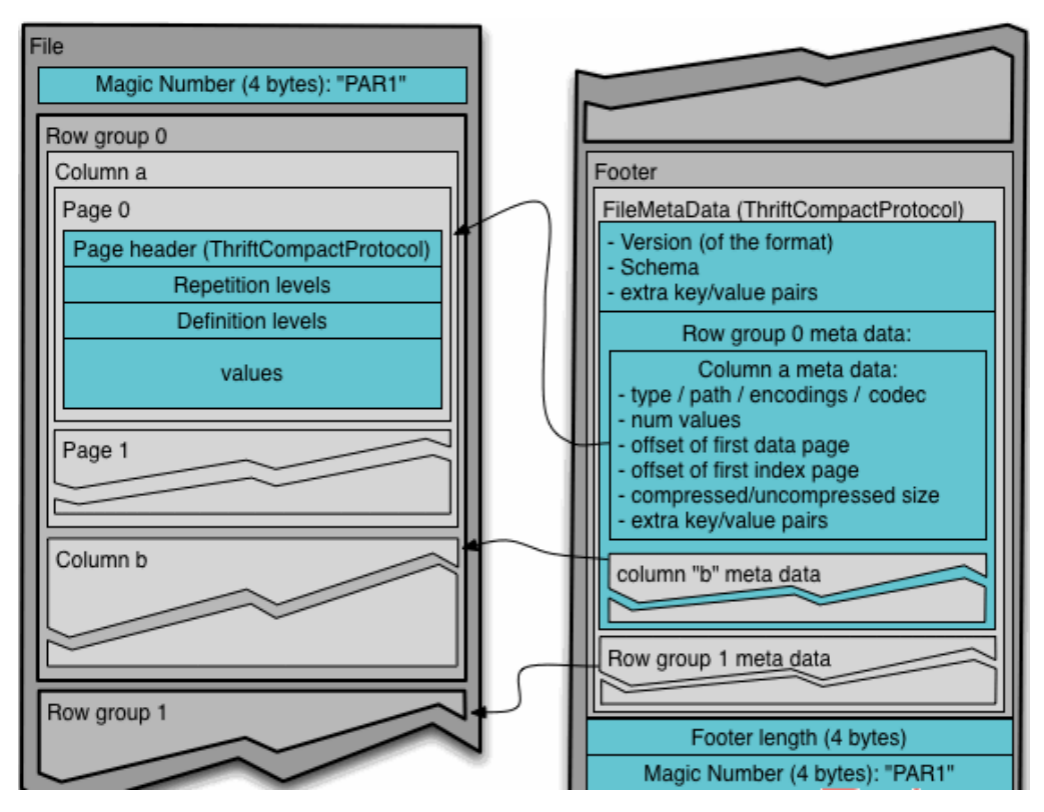 File
Magic Number (4 bytes): "PAR1"
Row group 0
Column a
Page 0
Page header (ThriftCompactProtocol)
Repetition levels
Definition levels
values
Page 1
Column b
Row group 1
Footer
FileMetaData (ThriftCompactProtocol)
- Version (of the format)
- Schema
- extra key/value pairs
Row group 0 meta data:
Column a meta data:
- type / path / encodings / codec
- num values
- offset of first data page
- offset of first index page
- compressed/uncompressed size
- extra key/value pairs
column "b" meta data
Row group 1 meta data
Footer length (4 bytes)
Magic Number (4 bytes): "PAR1"